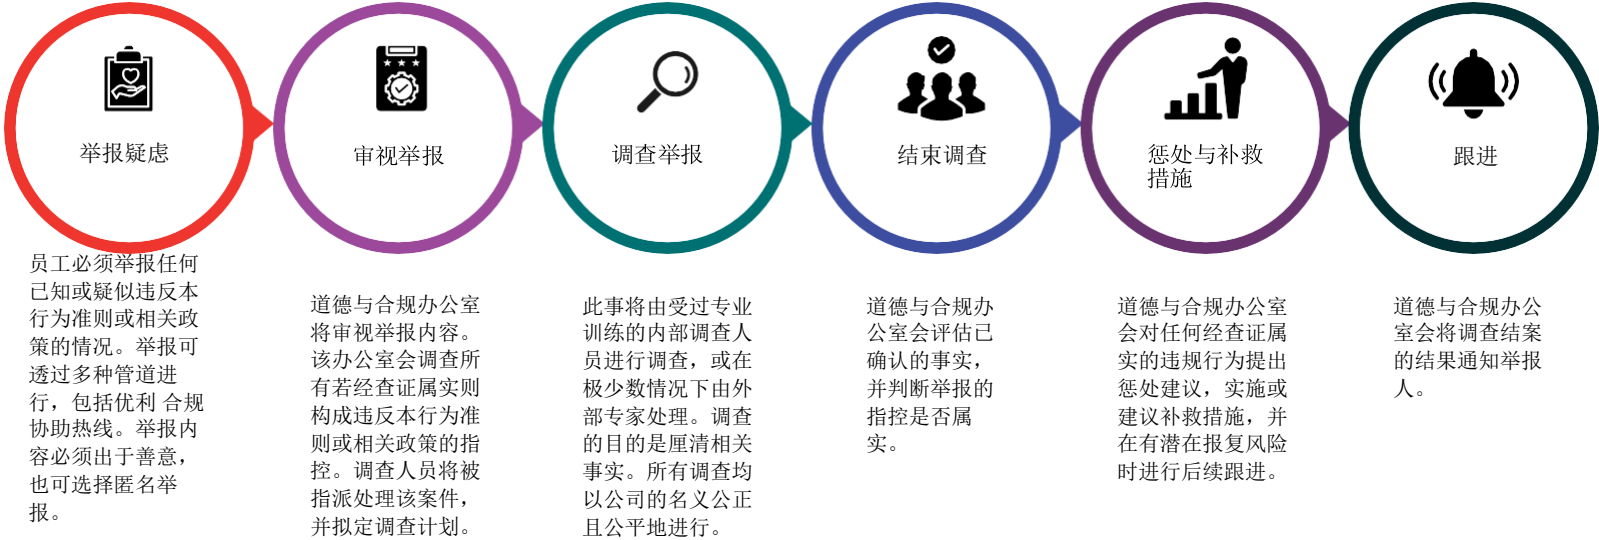 举报疑虑
审视举报
调查举报
结束调查
惩处与补救
措施
跟进
员工必须举报任何
已知或疑似违反本
行为准则或相关政
策的情况。举报可
透过多种管道进
行，包括优利 合规
协助热线。举报内
容必须出于善意，
也可选择匿名举
报。
道德与合规办公室
将审视举报内容。
该办公室会调查所
有若经查证属实则
构成违反本行为准
则或相关政策的指
控。调查人员将被
指派处理该案件，
并拟定调查计划。
此事将由受过专业
训练的内部调查人
员进行调查，或在
极少数情况下由外
部专家处理。调查
的目的是厘清相关
事实。所有调查均
以公司的名义公正
且公平地进行。
道德与合规办
公室会评估已
确认的事实，
并判断举报的
指控是否属
实。
道德与合规办公室
会对任何经查证属
实的违规行为提出
惩处建议，实施或
建议补救措施，并
在有潜在报复风险
时进行后续跟进。
道德与合规办公
室会将调查结案
的结果通知举报
人。